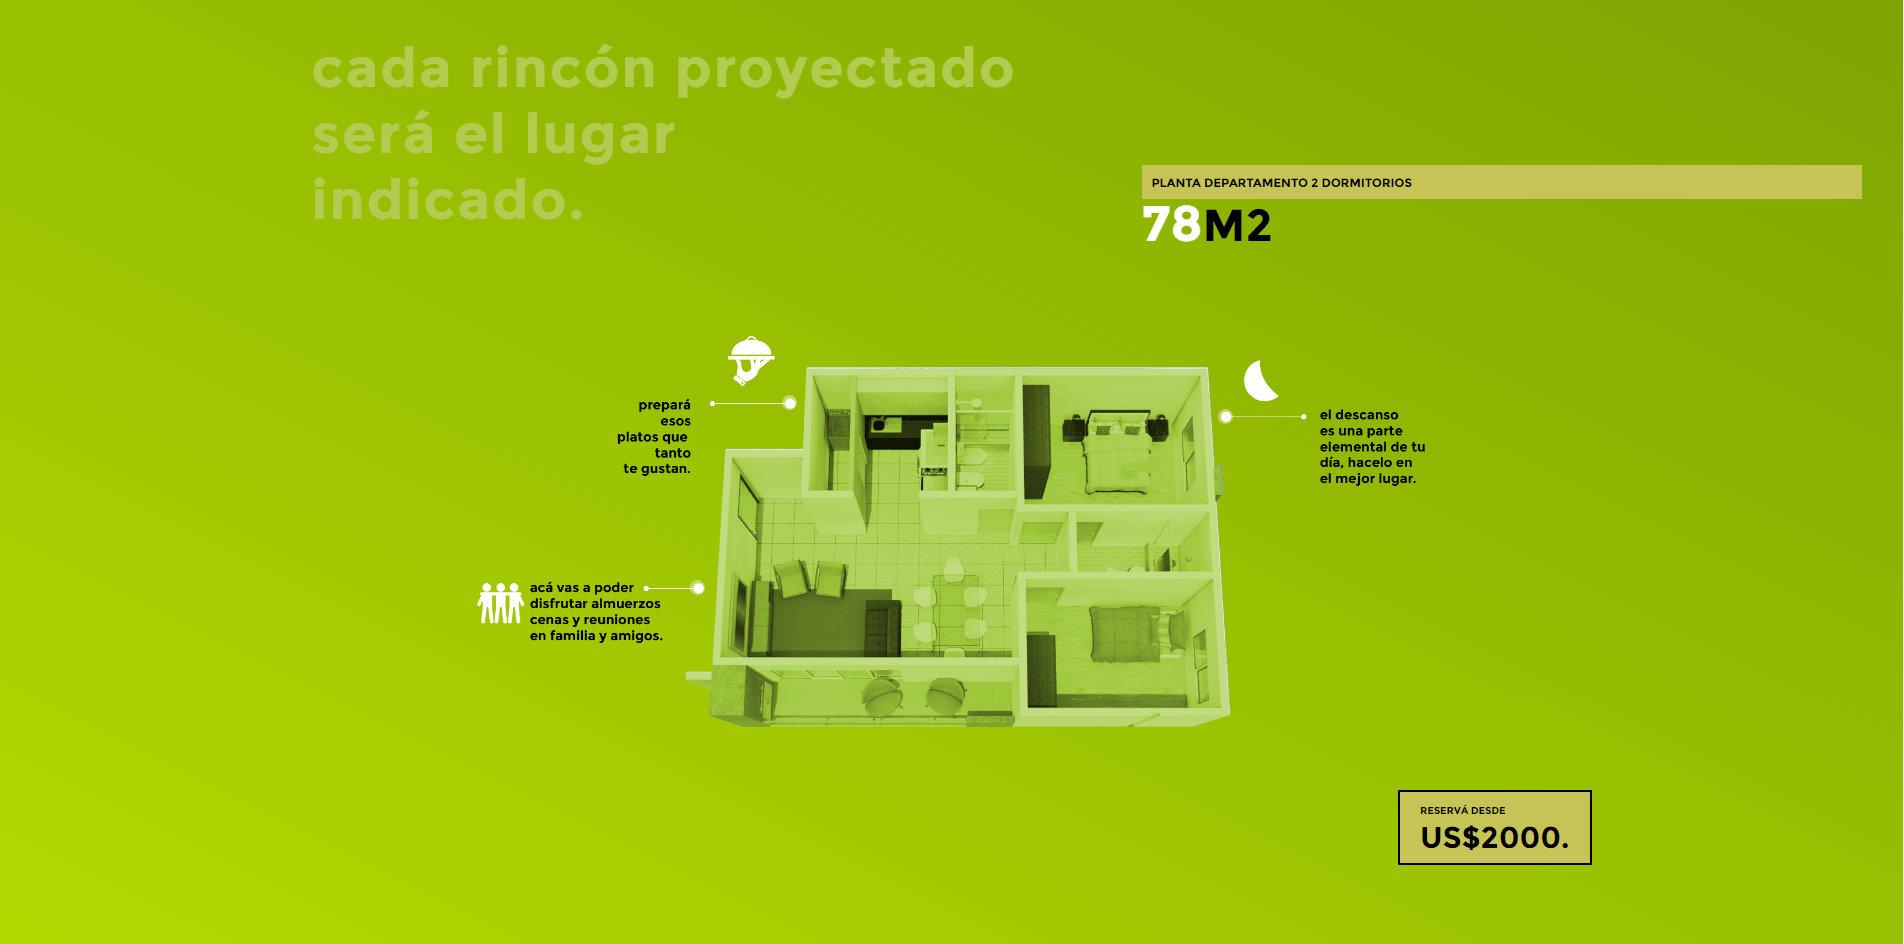 cada rincón proyectado
será el lugar
indicado.
PLANTA DEPARTAMENTO 2 DORMITORIOS
78M2
prepará
esos
platos que
tanto
te gustan.
el descanso
es una parte
elemental de tu
día, hacelo en
el mejor lugar.
acá vas a poder
disfrutar almuerzos
cenas y reuniones
en familia y amigos.
RESERVÁ DESDE
US$2000.